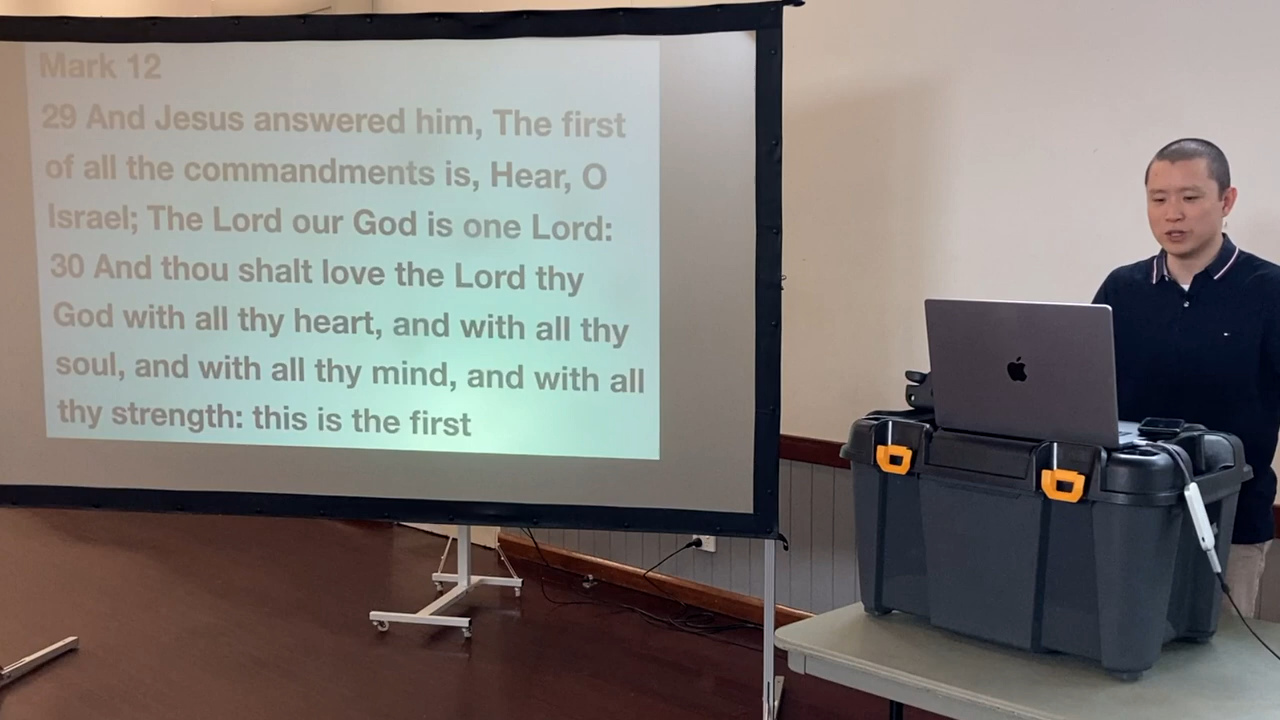 Mark 12
29 And Jesus answered him, The first
of all the commandments is, Hear, O
Israel; The Lord our God is one Lord:
30 And thou shalt love the Lord thy
God with all thy heart, and with all thy
soul, and with all thy mind, and with all
thy strength: this is the first